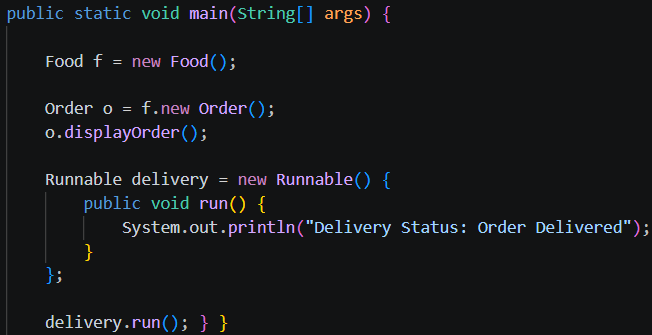 public static void main(String[] args) {
Food f = new Food();
Order o = f.new Order();
o.displayOrder();
Runnable delivery = new Runnable() {
public void run() {
System.out.println("Delivery Status: Order Delivered");
}
};
delivery.run(); } }